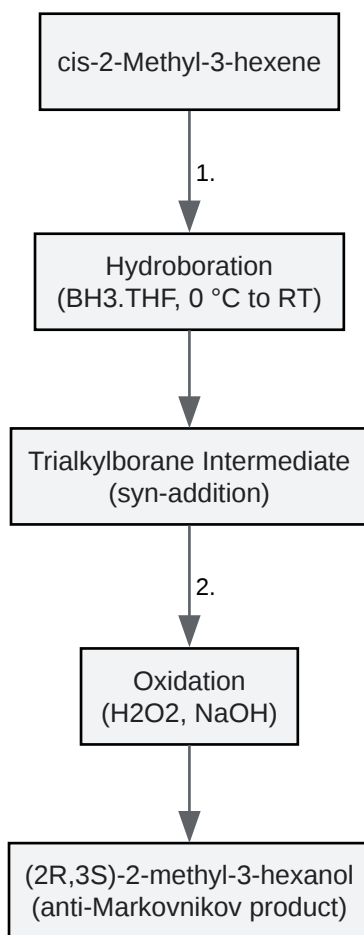 cis-2-Methyl-3-hexene
1.
Hydroboration
(BH3.THF, 0 °C to RT)
Trialkylborane Intermediate
(syn-addition)
2.
Oxidation
(H2O2, NaOH)
(2R,3S)-2-methyl-3-hexanol
(anti-Markovnikov product)